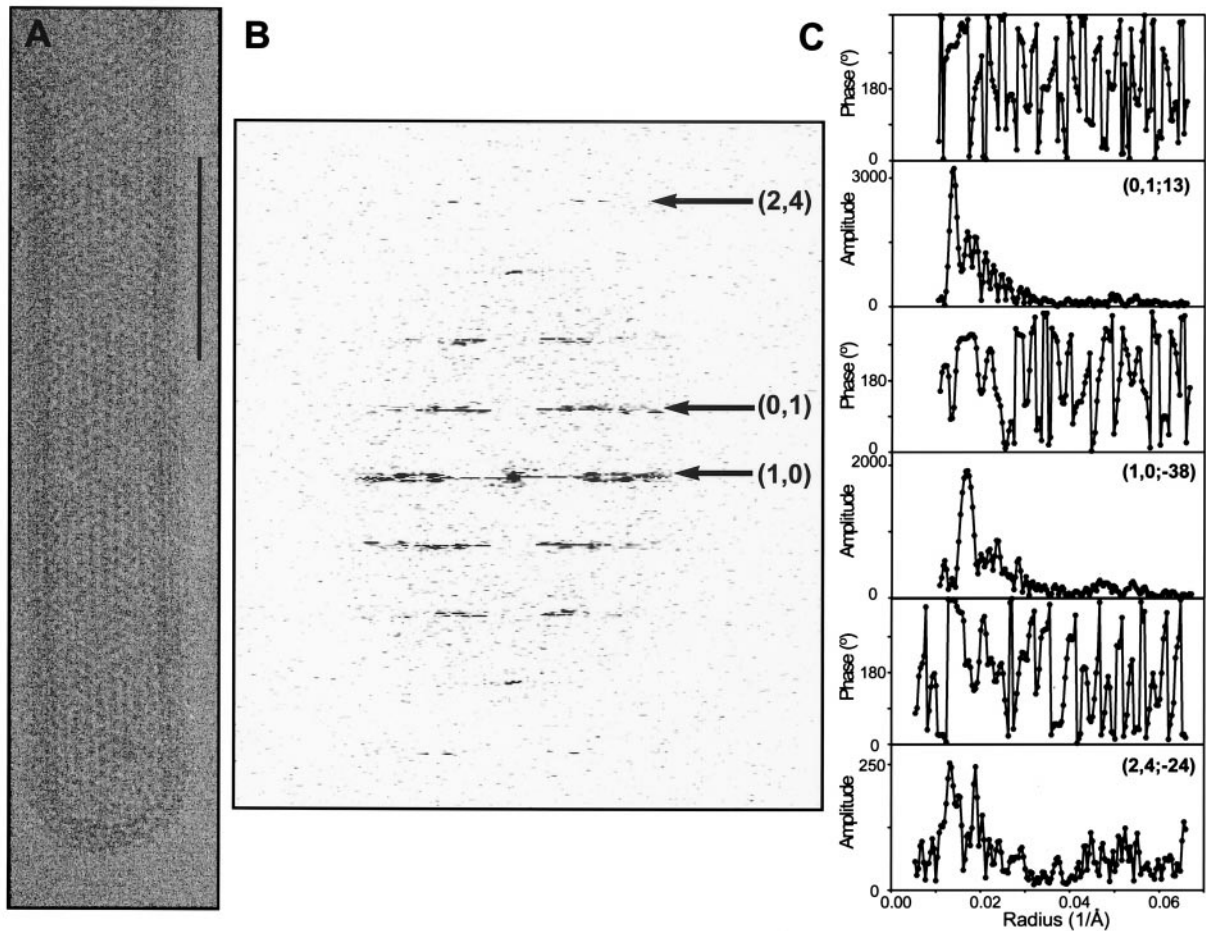 A
B
C
(2,4)
(0,1)
(1,0)
Phase (º)
180
0
3000
(0,1;13)
Amplitude
0
Phase (º)
180
0
2000
(1,0;-38)
Amplitude
0
Phase (º)
180
0
250
(2,4;-24)
Amplitude
0
0.00 0.02 0.04 0.06
Radius (1/Å)